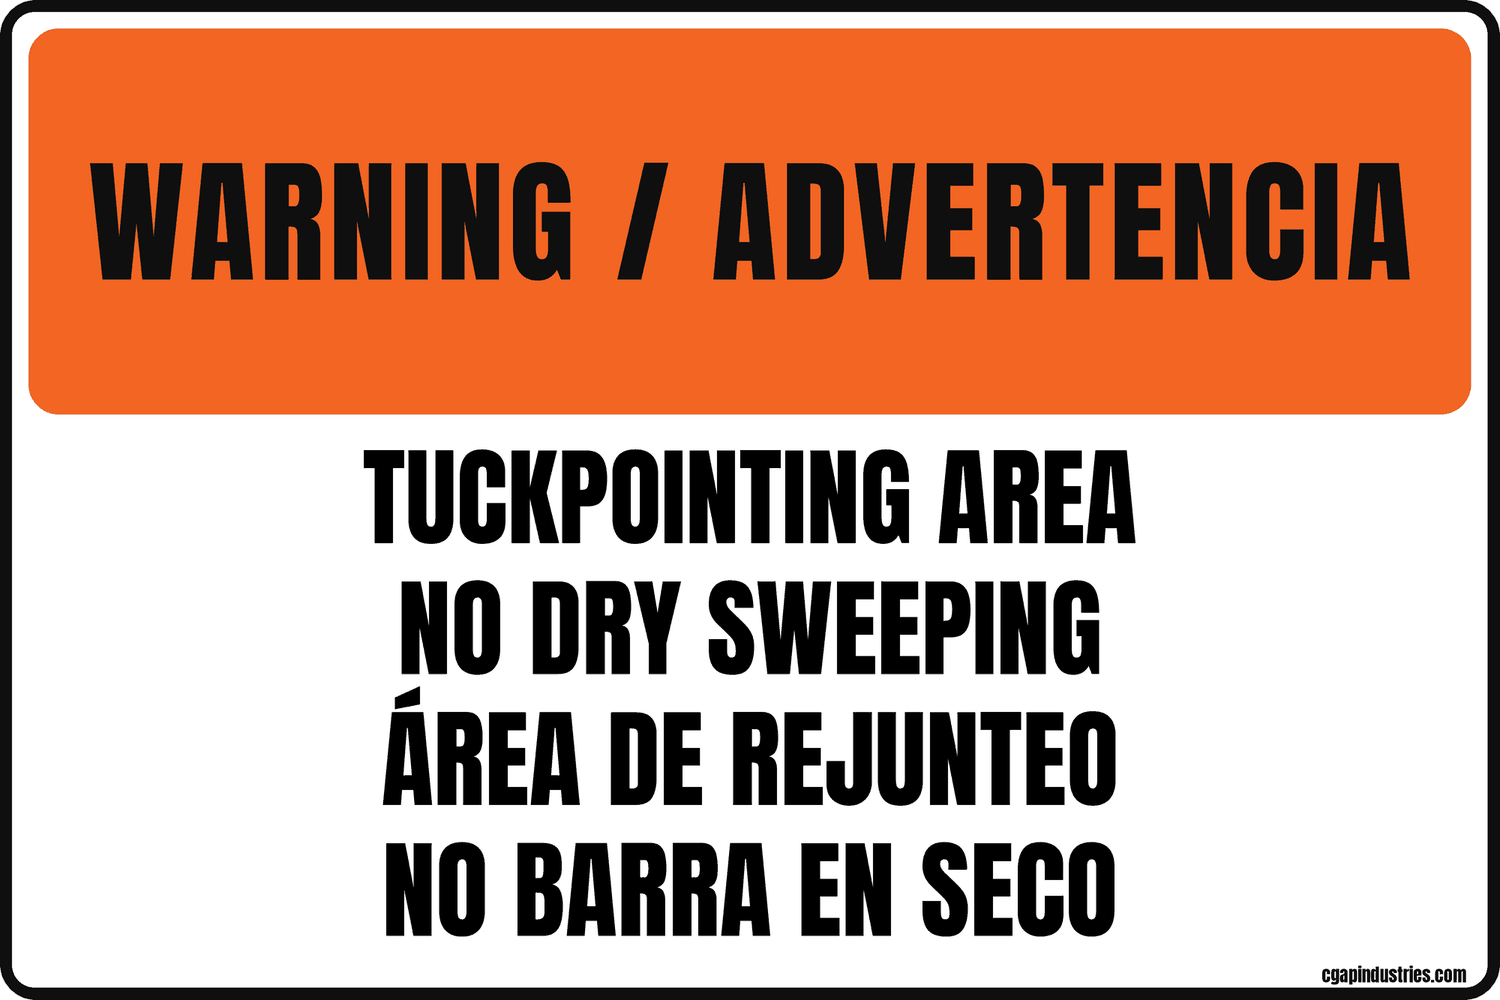 WARNING / ADVERTENCIA
TUCKPOINTING AREA
NO DRY SWEEPING
ÁREA DE REJUNTEO
NO BARRA EN SECO
cgapindustries.com